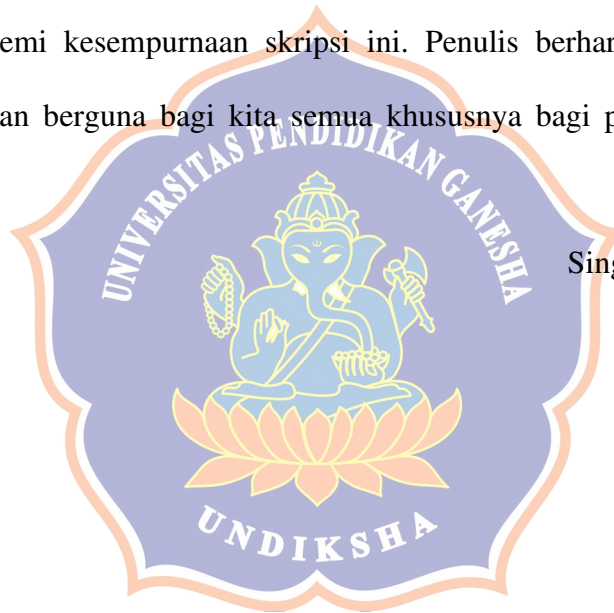 emi kesempurnaan skripsi ini. Penulis berhar
an berguna bagi kita semua khususnya bagi p
UNIVERSITAS PENDIDIKAN GANESHA
Sing
UNDIKSHA